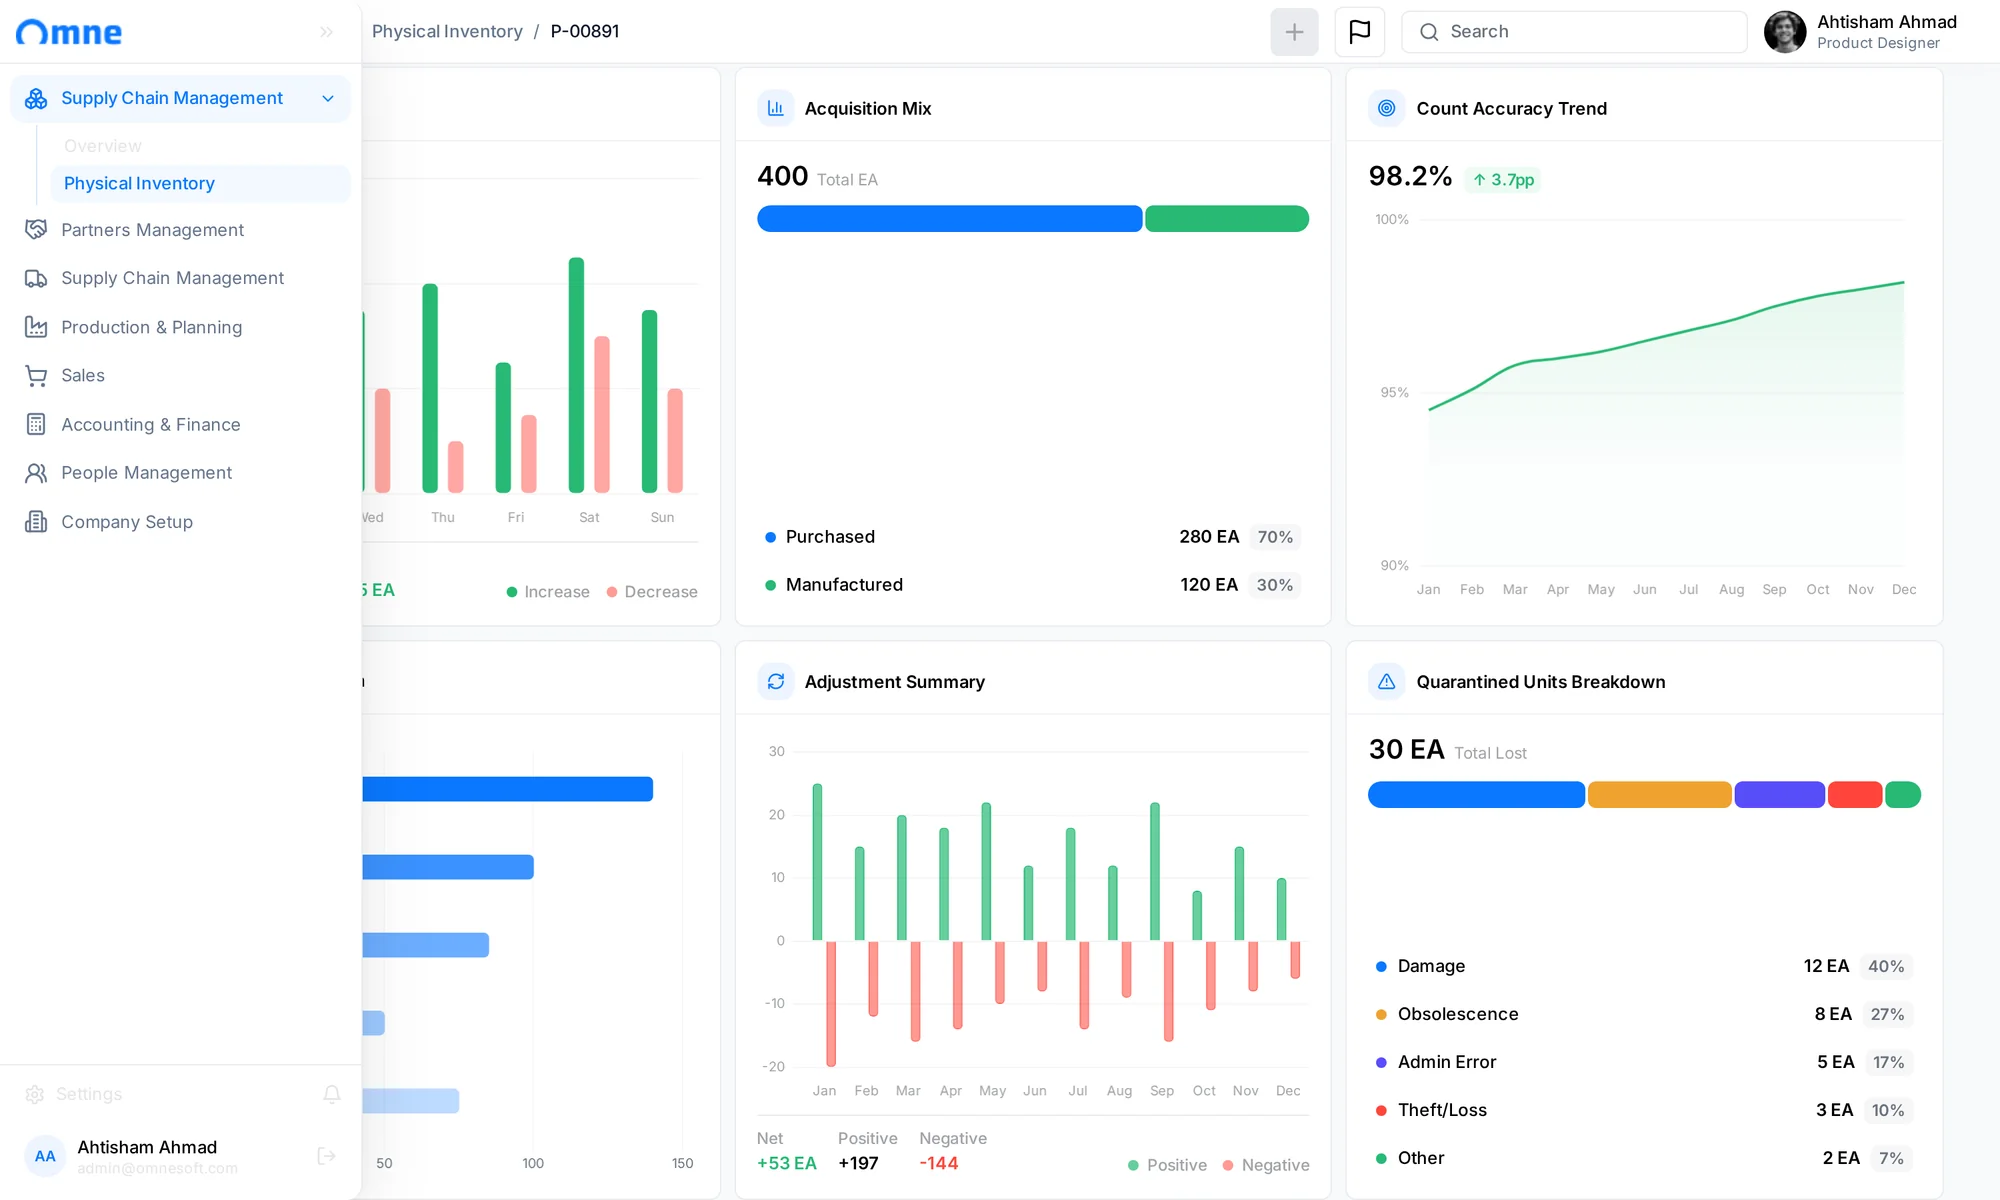 Omne
Physical Inventory / P-00891
Search
Ahtisham Ahmad
Product Designer
Supply Chain Management
Overview
Physical Inventory
Partners Management
Supply Chain Management
Production & Planning
Sales
Accounting & Finance
People Management
Company Setup
Settings
AA
Ahtisham Ahmad
admin@omnesoft.com
Thu Fri Sat Sun
EA
Increase Decrease
Acquisition Mix
400 Total EA
Purchased 280 EA 70%
Manufactured 120 EA 30%
Count Accuracy Trend
98.2% ↑ 3.7pp
100%
95%
90%
Jan Feb Mar Apr May Jun Jul Aug Sep Oct Nov Dec
50 100 150
Adjustment Summary
30
20
10
0
-10
-20
Jan Feb Mar Apr May Jun Jul Aug Sep Oct Nov Dec
Net Positive Negative
+53 EA +197 -144
Positive Negative
Quarantined Units Breakdown
30 EA Total Lost
Damage 12 EA 40%
Obsolescence 8 EA 27%
Admin Error 5 EA 17%
Theft/Loss 3 EA 10%
Other 2 EA 7%